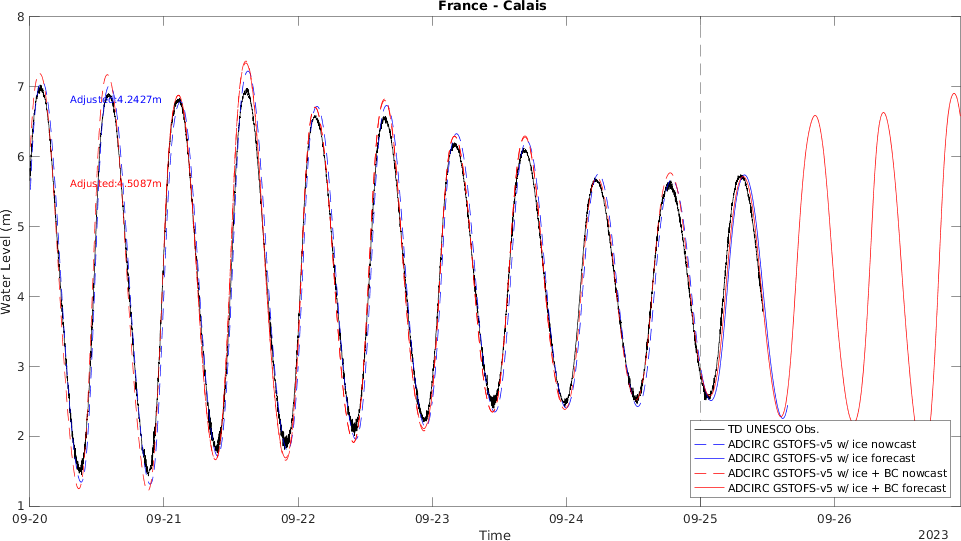 France - Calais
8
7
6
5
4
3
2
1
Water Level (m)
Adjusted:4.2427m
Adjusted:4.5087m
TD UNESCO Obs.
ADCIRC GSTOFS-v5 w/ ice nowcast
ADCIRC GSTOFS-v5 w/ ice forecast
ADCIRC GSTOFS-v5 w/ ice + BC nowcast
ADCIRC GSTOFS-v5 w/ ice + BC forecast
09-20 09-21 09-22 09-23 09-24 09-25 09-26
Time
2023